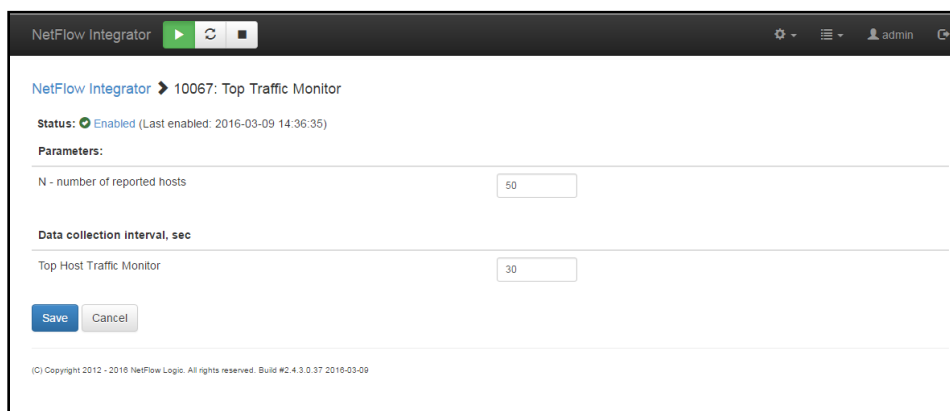 NetFlow Integrator admin
NetFlow Integrator 10067: Top Traffic Monitor
Status: Enabled (Last enabled: 2016-03-09 14:36:35)
Parameters:
N - number of reported hosts 50
Data collection interval, sec
Top Host Traffic Monitor 30
Save Cancel
(C) Copyright 2012 - 2016 NetFlow Logic. All rights reserved. Build #2.4.3.0.37 2016-03-09